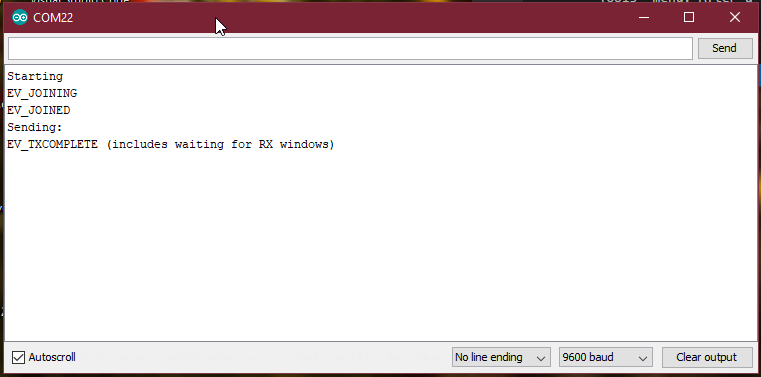 COM22
Send
Starting
EV_JOINING
EV_JOINED
Sending:
EV_TXCOMPLETE (includes waiting for RX windows)
Autoscroll
No line ending
9600 baud
Clear output